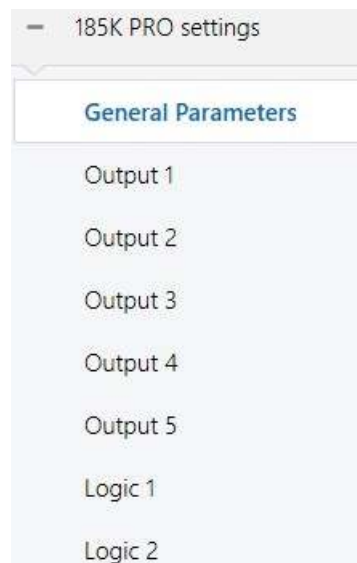 185K PRO settings
General Parameters
Output 1
Output 2
Output 3
Output 4
Output 5
Logic 1
Logic 2